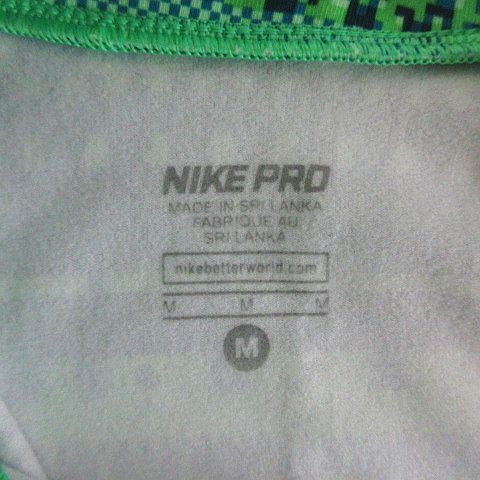 NIKE PRO
MADE IN SRI LANKA
FABRIQUE AU
SRI LANKA
nikebetterworld.com
M M M
M